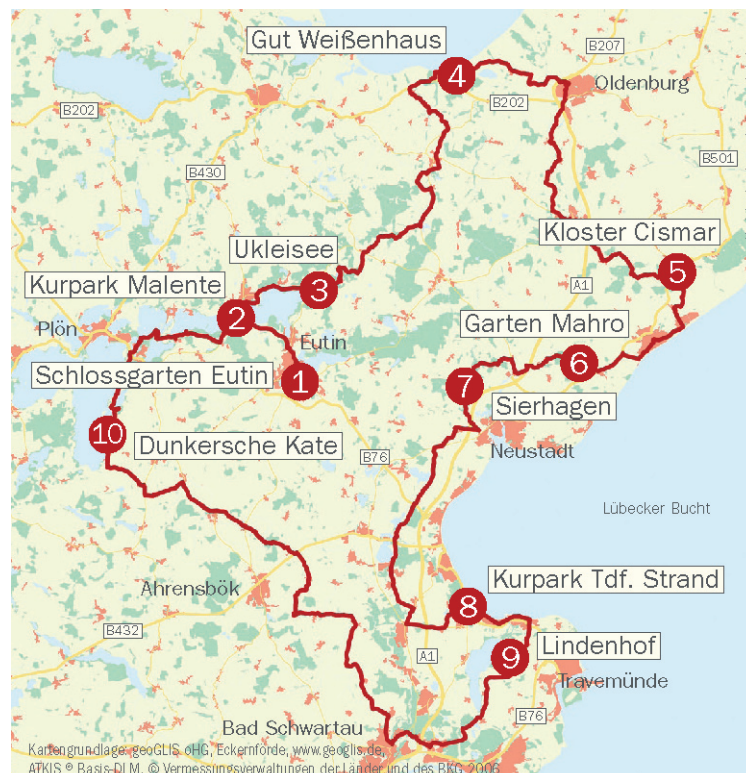 Gut Weißenhaus
B207
4
Oldenburg
B202
B202
B501
B430
Kloster Cismar
Ukleisee
5
Kurpark Malente
3
A1
2
Plön
Eutin
Garten Mahro
6
Schlossgarten Eutin
1
7
Sierhagen
10
Dunkersche Kate
Neustadt
B76
Lübecker Bucht
Ahrensbök
Kurpark Tdf. Strand
8
B432
Lindenhof
A1
9
Travemünde
Bad Schwartau
B76
Kartengrundlage: geoGLIS oHG, Eckernförde, www.geoglis.de,
ATKIS ® Basis-DLM, © Vermessungsverwaltungen der Länder und des BKG 2006